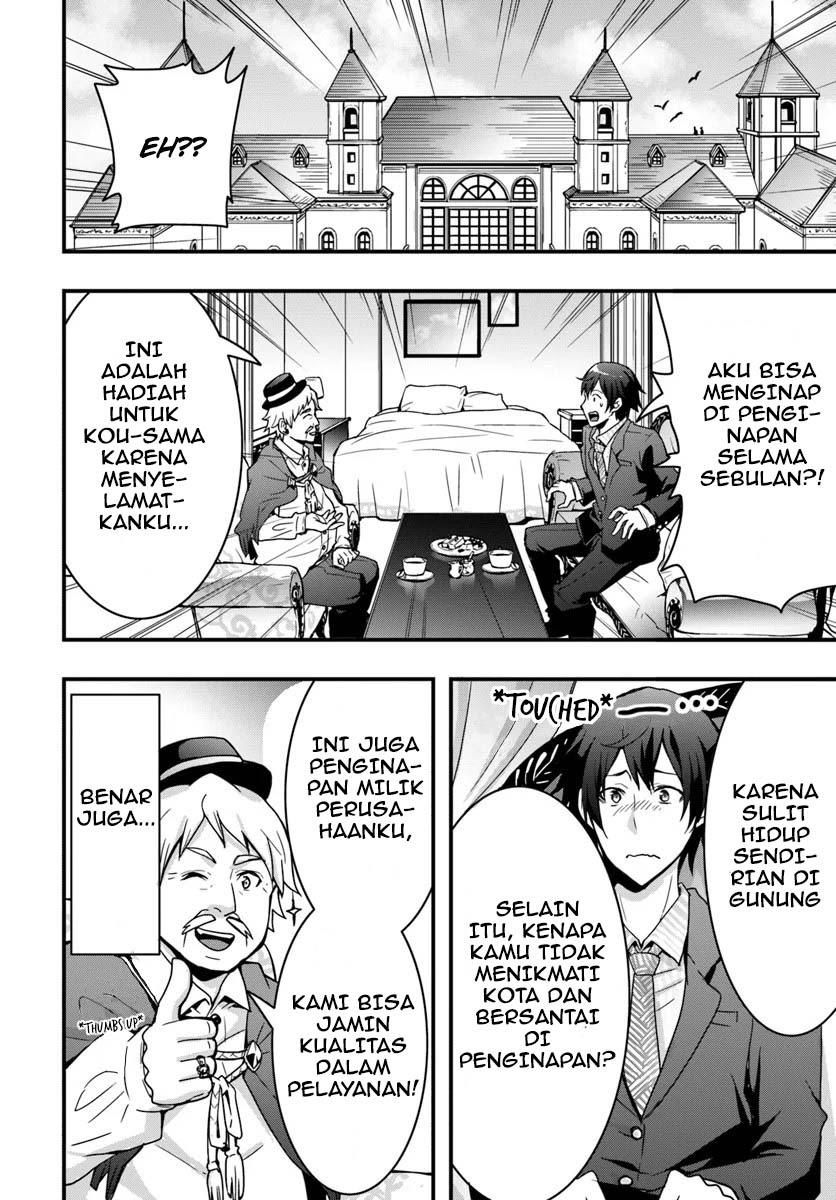 EH??
AKU BISA
MENGINAP
DI PENGI-
NAPAN
SELAMA
SEBULAN?!
INI
ADALAH
HADIAH
UNTUK
KOU-SAMA
KARENA
MENYE-
LAMAT-
KANKU...
*TOUCHED*
KARENA
SULIT
HIDUP
SENDI-
RIAN DI
GUNUNG
SELAIN
ITU, KENAPA
KAMU TIDAK
MENIKMATI
KOTA DAN
BERSANTAI
DI
PENGINAPAN?
INI JUGA
PENGINA-
PAN MILIK
PERUSA-
HAANKU,
KAMI BISA
JAMIN
KUALITAS
DALAM
PELAYANAN!
BENAR
JUGA...
*THUMBS UP*